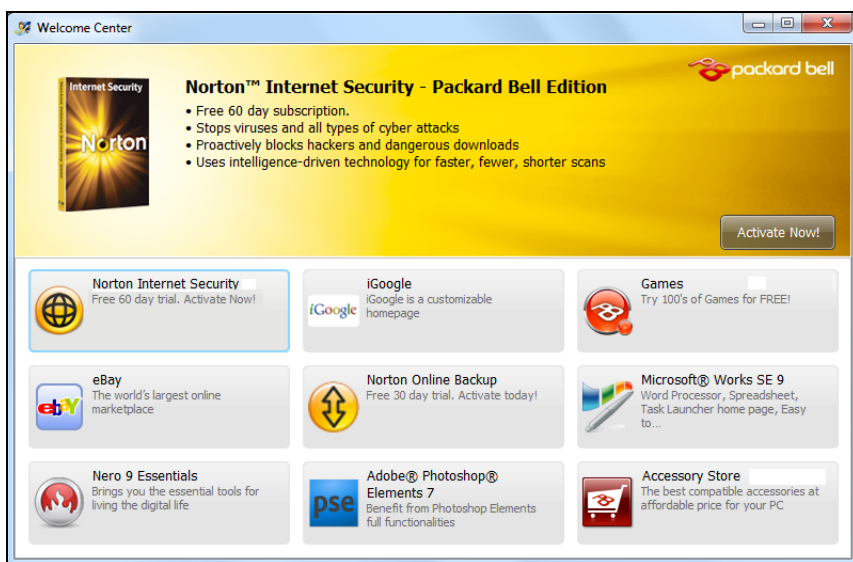 Welcome Center
packard bell
Internet Security
Norton
Norton™ Internet Security - Packard Bell Edition
• Free 60 day subscription.
• Stops viruses and all types of cyber attacks
• Proactively blocks hackers and dangerous downloads
• Uses intelligence-driven technology for faster, fewer, shorter scans
Activate Now!
Norton Internet Security
Free 60 day trial. Activate Now!
iGoogle
iGoogle
iGoogle is a customizable
homepage
Games
Try 100's of Games for FREE!
ebY
eBay
The world's largest online
marketplace
Norton Online Backup
Free 30 day trial. Activate today!
Microsoft® Works SE 9
Word Processor, Spreadsheet,
Task Launcher home page, Easy
to...
Nero 9 Essentials
Brings you the essential tools for
living the digital life
pse
Adobe® Photoshop®
Elements 7
Benefit from Photoshop Elements
full functionalities
Accessory Store
The best compatible accessories at
affordable price for your PC